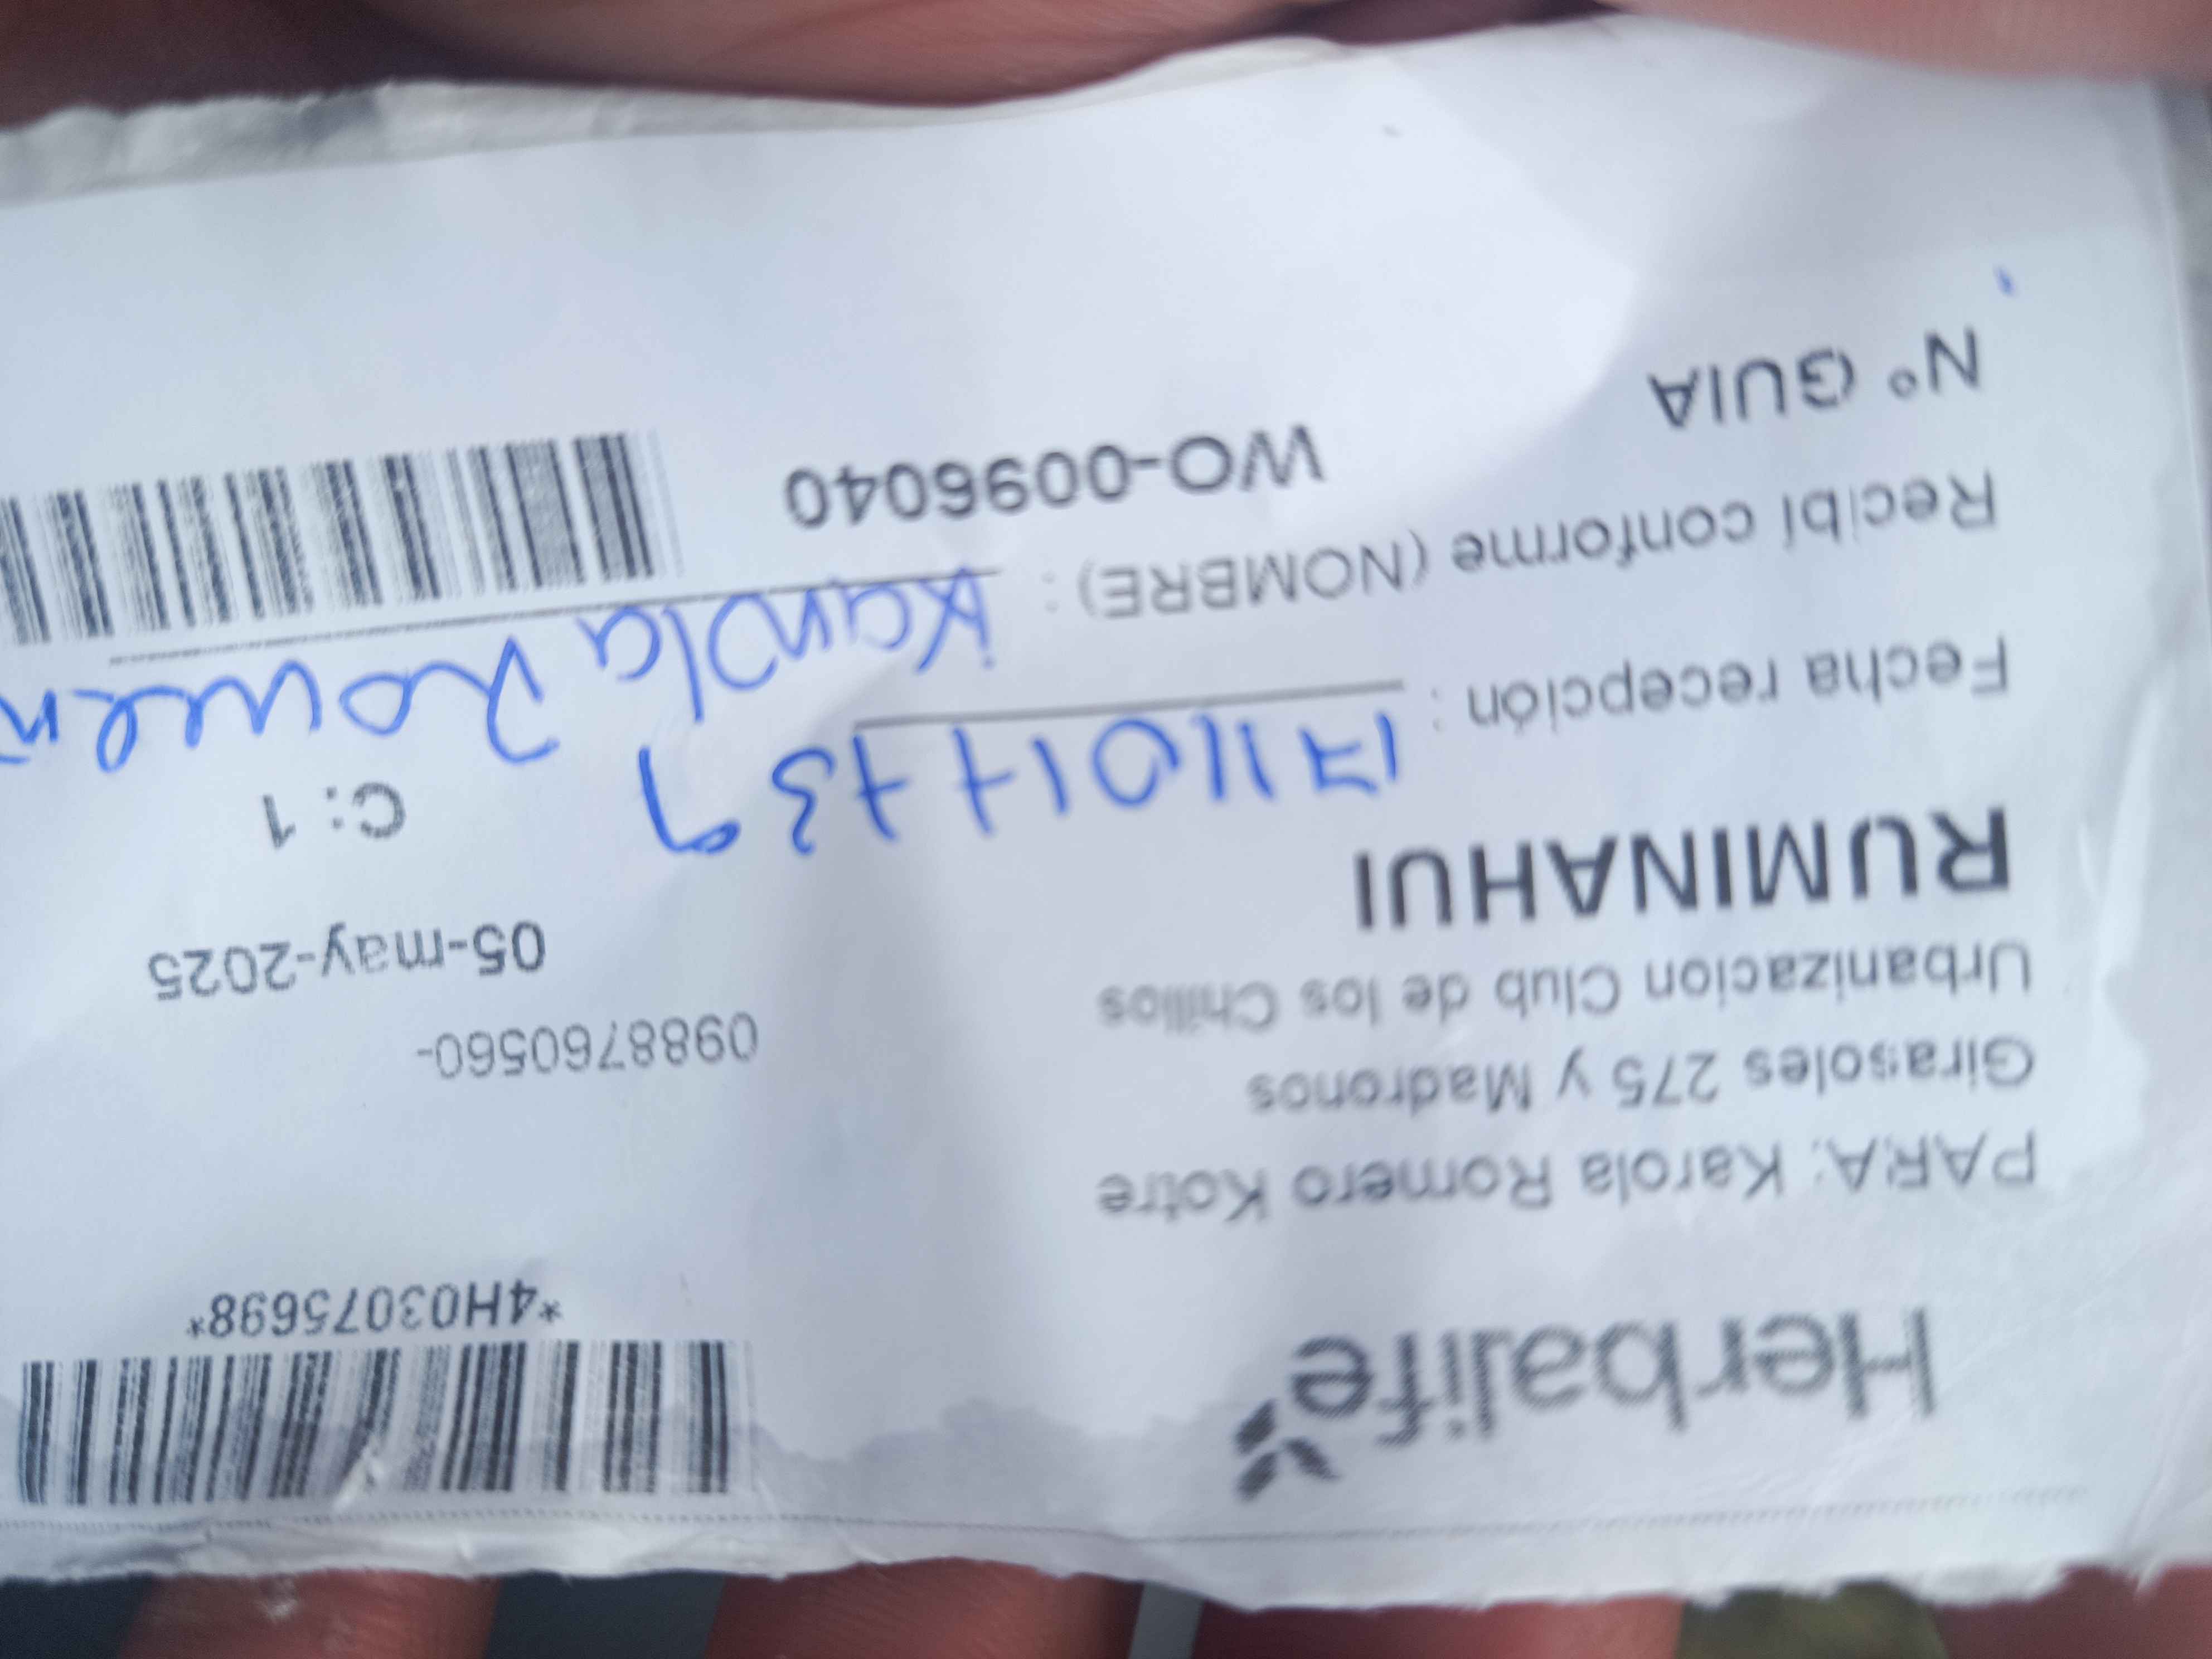 Herbalife
*4H03075698*
PARA: Karola Romero Kotre
Girasoles 275 y Madronos
0988760560-
Urbanizacion Club de los Chillos
05-may-2025
RUMINAHUI
C: 1
Fecha recepción :
Recibí conforme (NOMBRE) : Karola
N° GUIA
WO-0096040